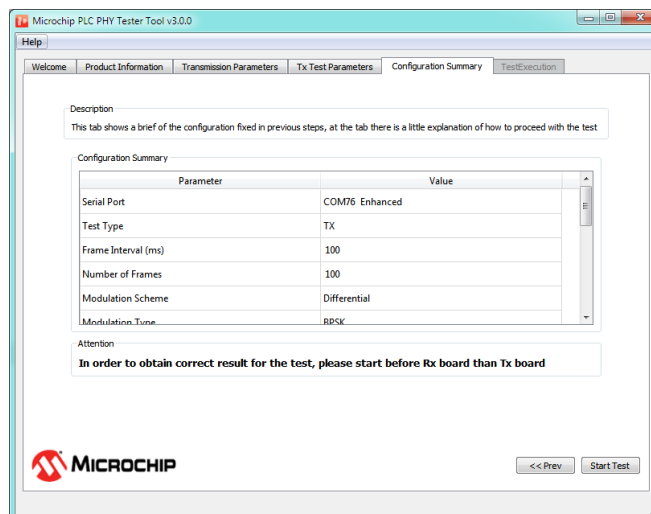 Microchip PLC PHY Tester Tool v3.0.0
Help
Welcome Product Information Transmission Parameters Tx Test Parameters Configuration Summary TestExecution
Description
This tab shows a brief of the configuration fixed in previous steps, at the tab there is a little explanation of how to proceed with the test
Configuration Summary
Parameter Value
Serial Port COM76 Enhanced
Test Type TX
Frame Interval (ms) 100
Number of Frames 100
Modulation Scheme Differential
Modulation Type BPSK
Attention
In order to obtain correct result for the test, please start before Rx board than Tx board
MICROCHIP
<< Prev Start Test